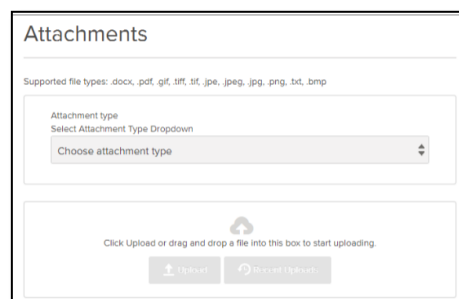 Attachments
Supported file types: .docx, .pdf, .gif, .tiff, .tif, .jpe, .jpeg, .jpg, .png, .txt, .bmp
Attachment type
Select Attachment Type Dropdown
Choose attachment type
Click Upload or drag and drop a file into this box to start uploading.
Upload
Recent Uploads